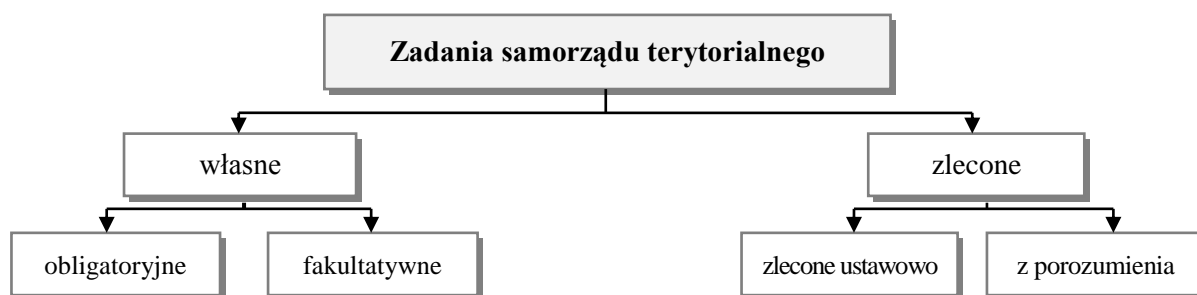 Zadania samorządu terytorialnego
własne
zlecone
obligatoryjne
fakultatywne
zlecone ustawowo
z porozumienia